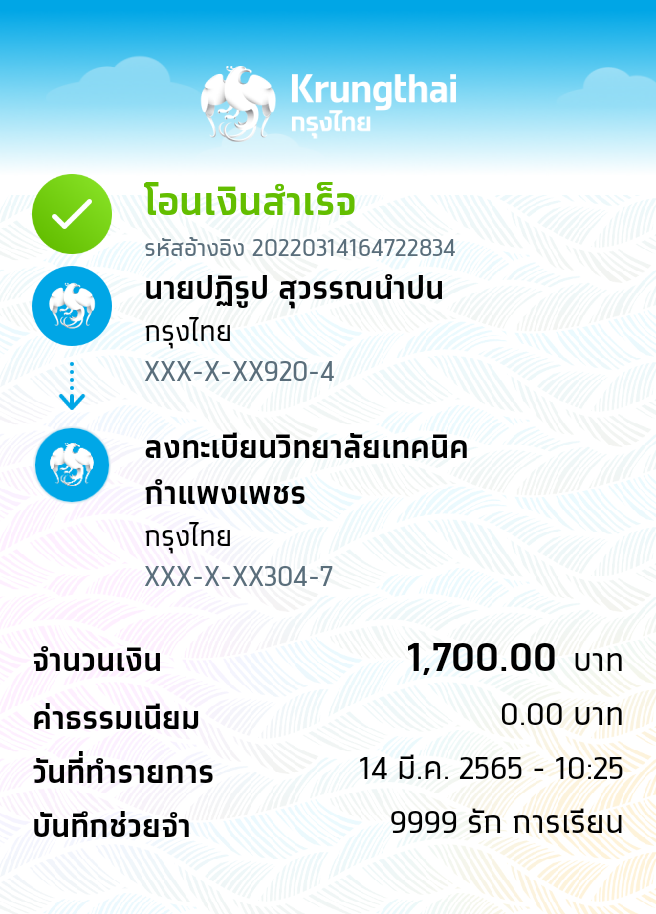 Krungthai
กรุงไทย
โอนเงินสำเร็จ
รหัสอ้างอิง 20220314164722834
นายปฏิรูป สุวรรณนำปน
กรุงไทย
XXX-X-XX920-4
ลงทะเบียนวิทยาลัยเทคนิค
กำแพงเพชร
กรุงไทย
XXX-X-XX304-7
จำนวนเงิน 1,700.00 บาท
ค่าธรรมเนียม 0.00 บาท
วันที่ทำรายการ 14 มี.ค. 2565 - 10:25
บันทึกช่วยจำ 9999 รัก การเรียน